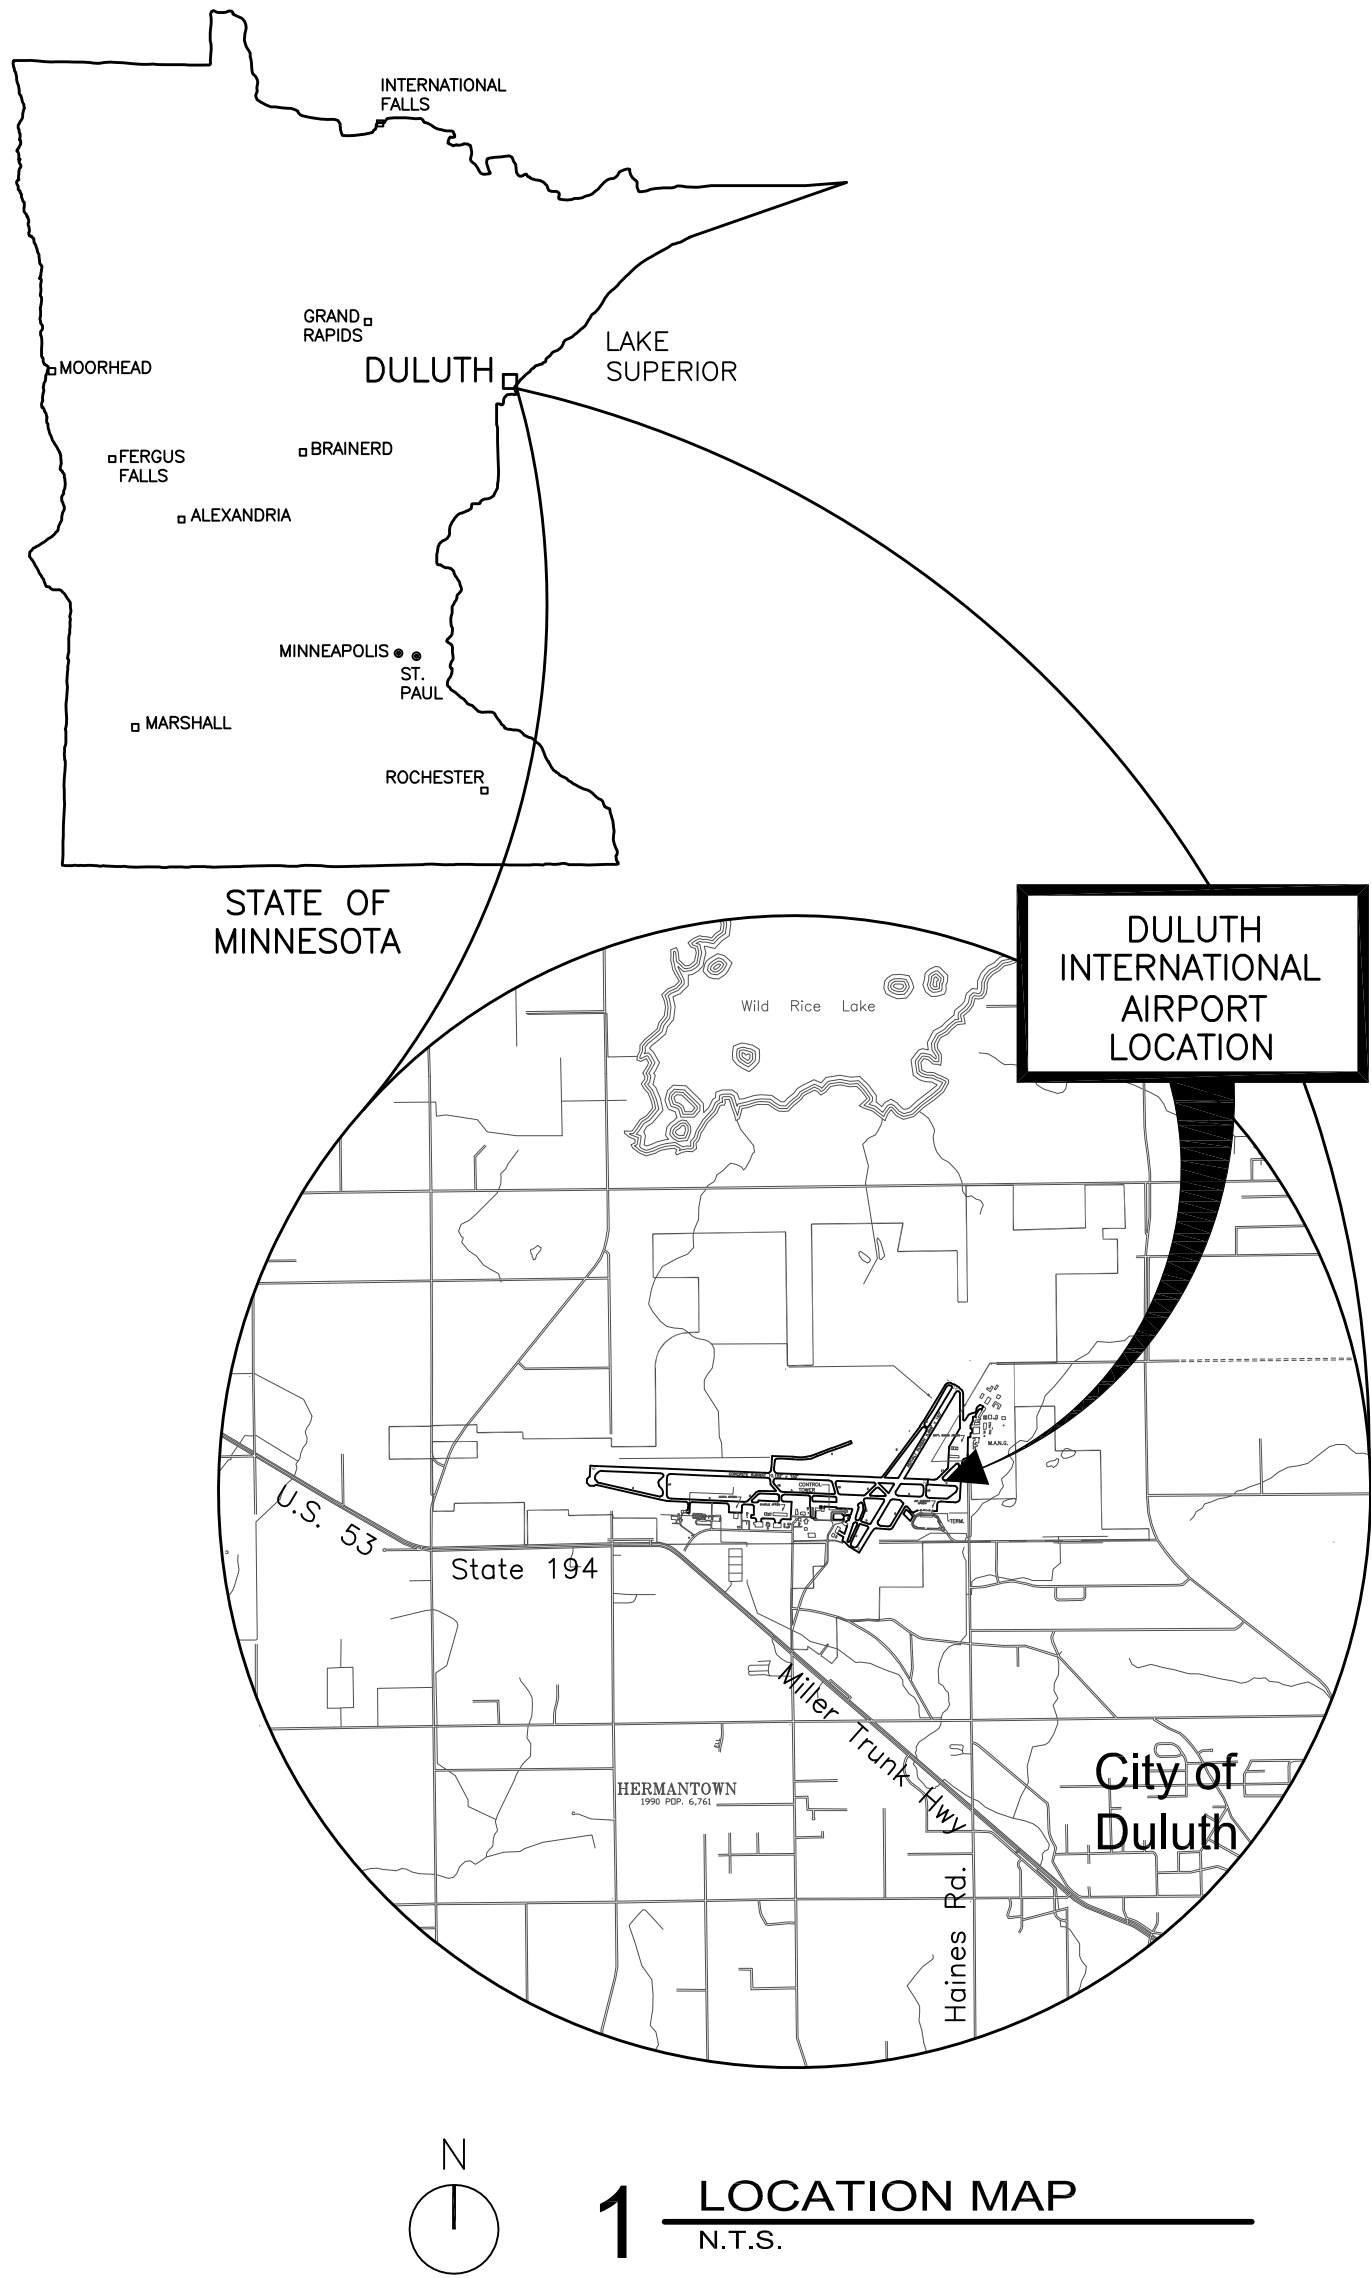 INTERNATIONAL
FALLS
GRAND
RAPIDS
MOORHEAD
DULUTH
LAKE
SUPERIOR
FERGUS
FALLS
BRAINERD
ALEXANDRIA
MINNEAPOLIS
ST.
PAUL
MARSHALL
ROCHESTER
STATE OF
MINNESOTA
DULUTH
INTERNATIONAL
AIRPORT
LOCATION
Wild Rice Lake
M.A.N.G.
CONTROL
TOWER
TERM.
U.S. 53
State 194
Miller Trunk Hwy
HERMANTOWN
1990 POP. 6,761
City of
Duluth
Haines Rd.
N
1
LOCATION MAP
N.T.S.